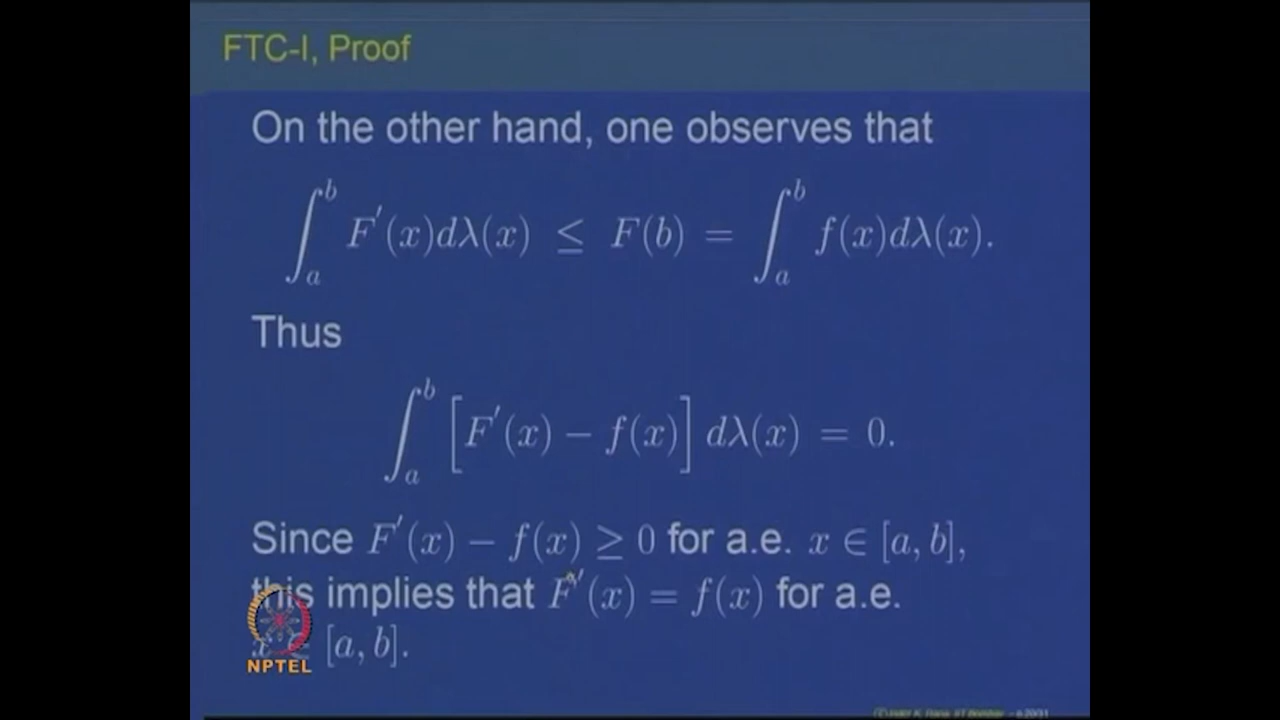 FTC-I, Proof
On the other hand, one observes that
∫_a^b F′(x)dλ(x) ≤ F(b) = ∫_a^b f(x)dλ(x).
Thus
∫_a^b [F′(x) − f(x)] dλ(x) = 0.
Since F′(x) − f(x) ≥ 0 for a.e. x ∈ [a, b],
this implies that F′(x) = f(x) for a.e.
x ∈ [a, b].
NPTEL